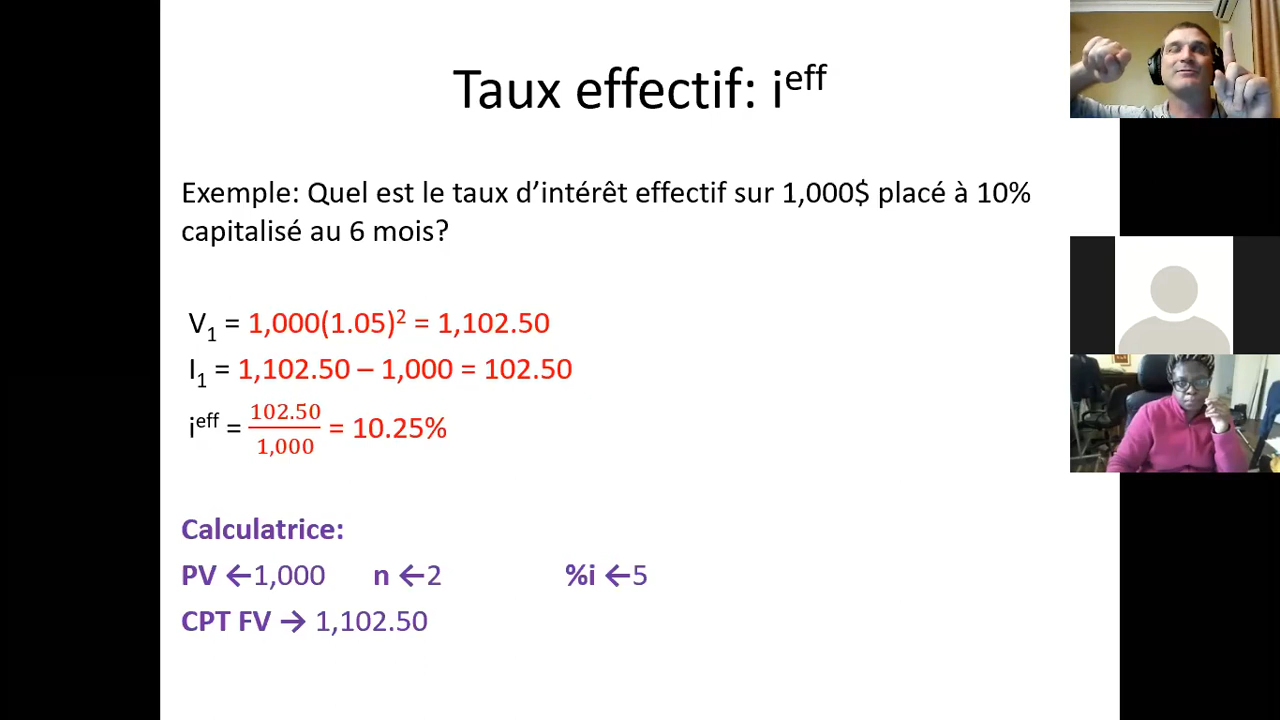 Taux effectif: i^eff
Exemple: Quel est le taux d’intérêt effectif sur 1,000$ placé à 10%
capitalisé au 6 mois?
V₁ = 1,000(1.05)² = 1,102.50
I₁ = 1,102.50 – 1,000 = 102.50
i^eff = 102.50/1,000 = 10.25%
Calculatrice:
PV ←1,000 n ←2 %i ←5
CPT FV → 1,102.50